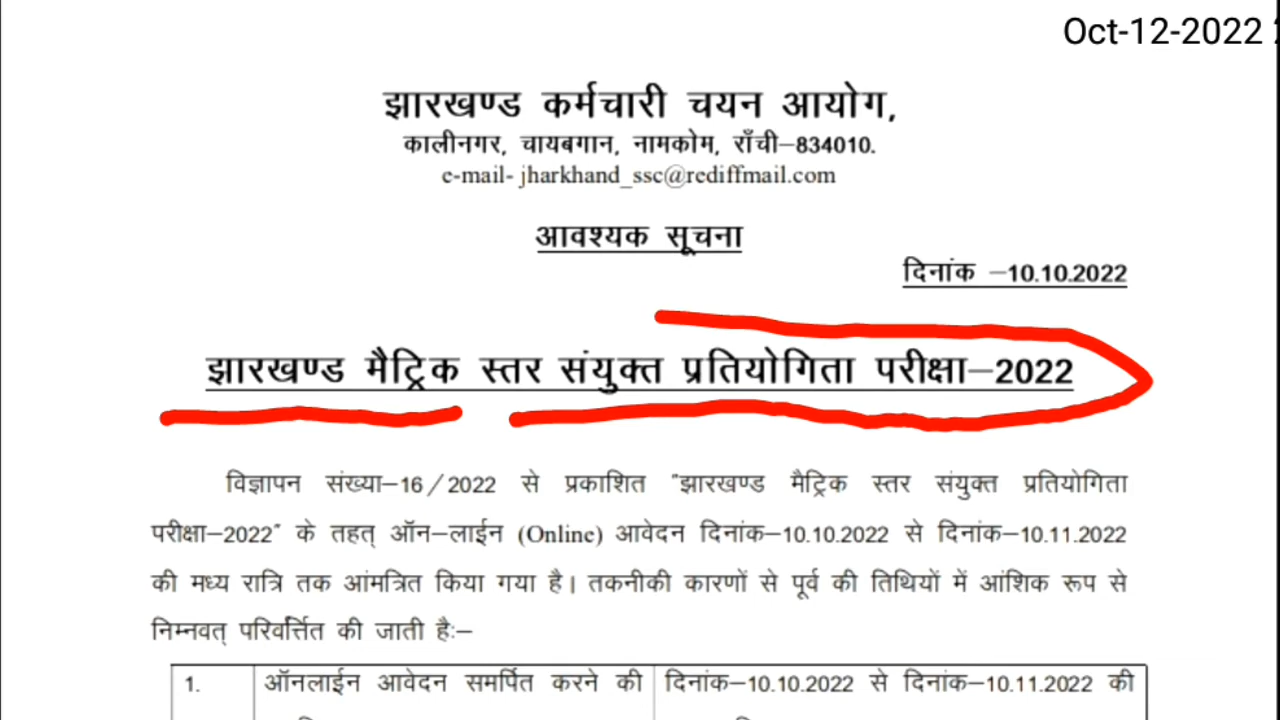 Oct-12-2022
झारखण्ड कर्मचारी चयन आयोग,
कालीनगर, चायबगान, नामकोम, राँची–834010.
e-mail- jharkhand_ssc@rediffmail.com
आवश्यक सूचना
दिनांक –10.10.2022
झारखण्ड मैट्रिक स्तर संयुक्त प्रतियोगिता परीक्षा–2022
विज्ञापन संख्या–16/2022 से प्रकाशित "झारखण्ड मैट्रिक स्तर संयुक्त प्रतियोगिता
परीक्षा–2022" के तहत् ऑन–लाईन (Online) आवेदन दिनांक–10.10.2022 से दिनांक–10.11.2022
की मध्य रात्रि तक आंमत्रित किया गया है। तकनीकी कारणों से पूर्व की तिथियों में आंशिक रूप से
निम्नवत् परिवर्त्तित की जाती हैः–
1. ऑनलाईन आवेदन समर्पित करने की दिनांक–10.10.2022 से दिनांक–10.11.2022 की